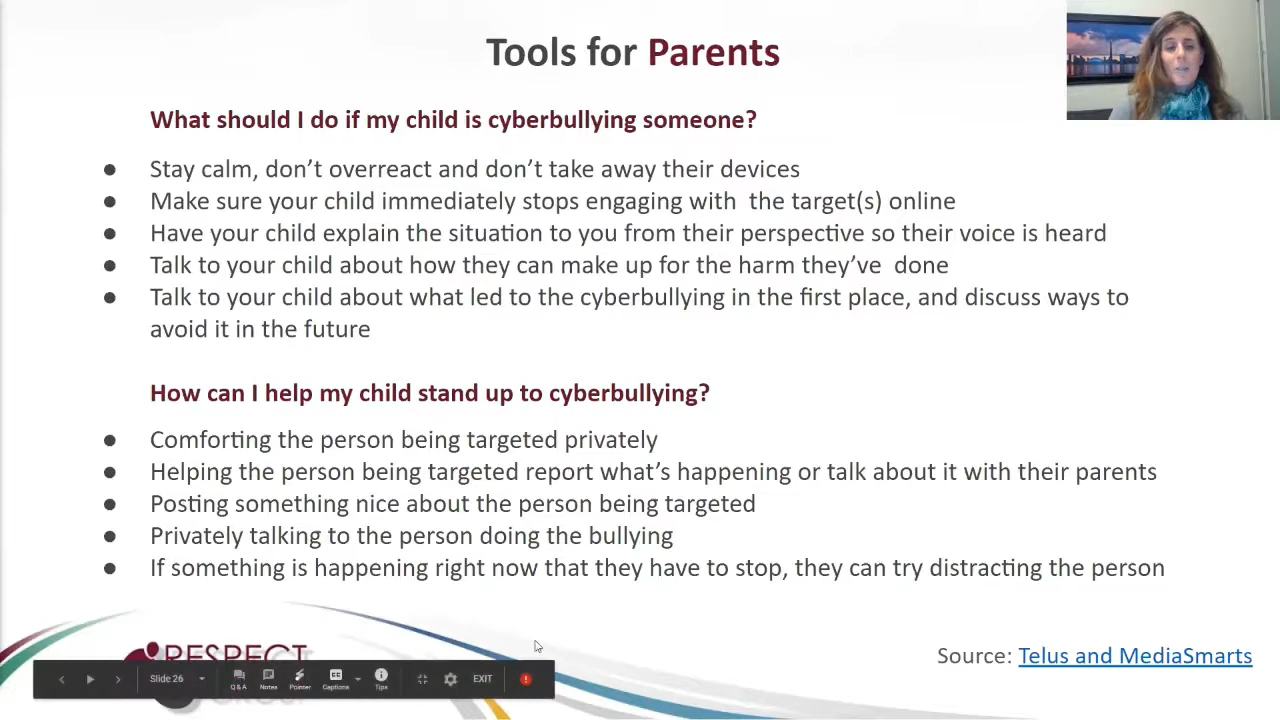 Tools for Parents
What should I do if my child is cyberbullying someone?
● Stay calm, don’t overreact and don’t take away their devices
● Make sure your child immediately stops engaging with  the target(s) online
● Have your child explain the situation to you from their perspective so their voice is heard
● Talk to your child about how they can make up for the harm they’ve  done
● Talk to your child about what led to the cyberbullying in the first place, and discuss ways to
avoid it in the future
How can I help my child stand up to cyberbullying?
● Comforting the person being targeted privately
● Helping the person being targeted report what’s happening or talk about it with their parents
● Posting something nice about the person being targeted
● Privately talking to the person doing the bullying
● If something is happening right now that they have to stop, they can try distracting the person
RESPECT
GROUP
Source: Telus and MediaSmarts
Slide 26
Q & A
Notes
Pointer
CC
Captions
Tips
EXIT